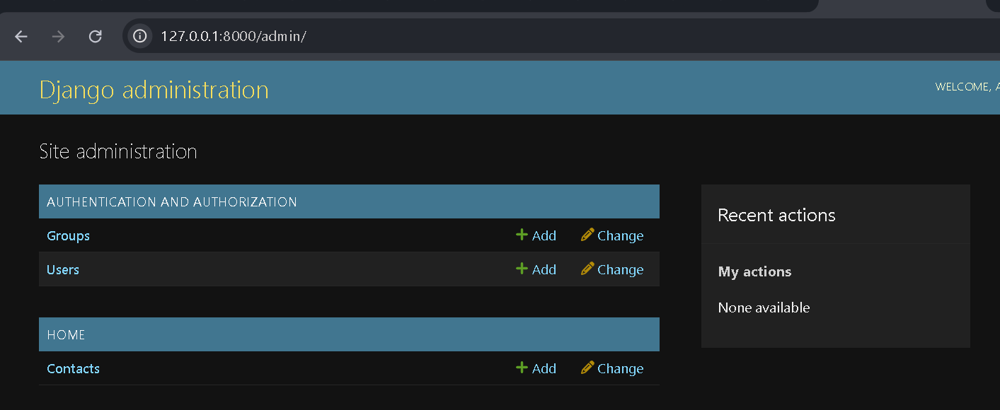 127.0.0.1:8000/admin/
Django administration
WELCOME,
Site administration
AUTHENTICATION AND AUTHORIZATION
Groups Add Change
Users Add Change
HOME
Contacts Add Change
Recent actions
My actions
None available